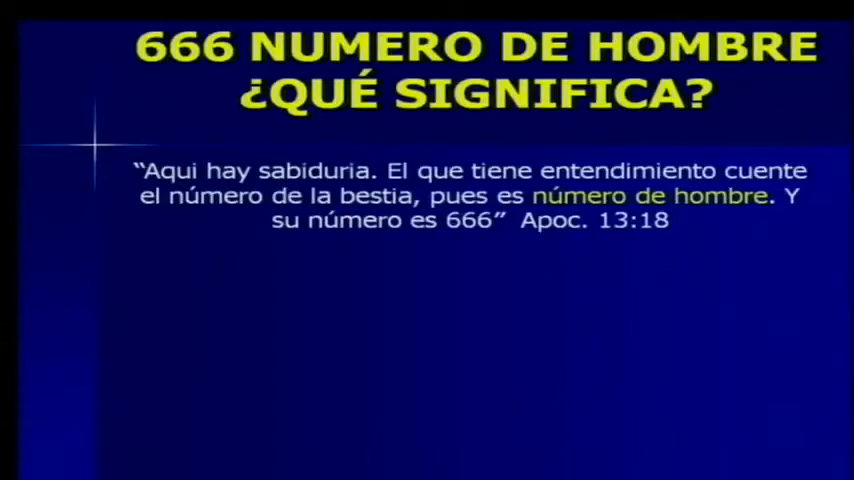 666 NUMERO DE HOMBRE
¿QUÉ SIGNIFICA?
“Aqui hay sabiduria. El que tiene entendimiento cuente
el número de la bestia, pues es número de hombre. Y
su número es 666” Apoc. 13:18